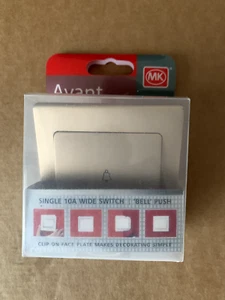 Avant
MK
SINGLE 10A WIDE SWITCH | 'BELL' PUSH
CLIP-ON FACE PLATE MAKES DECORATING SIMPLE